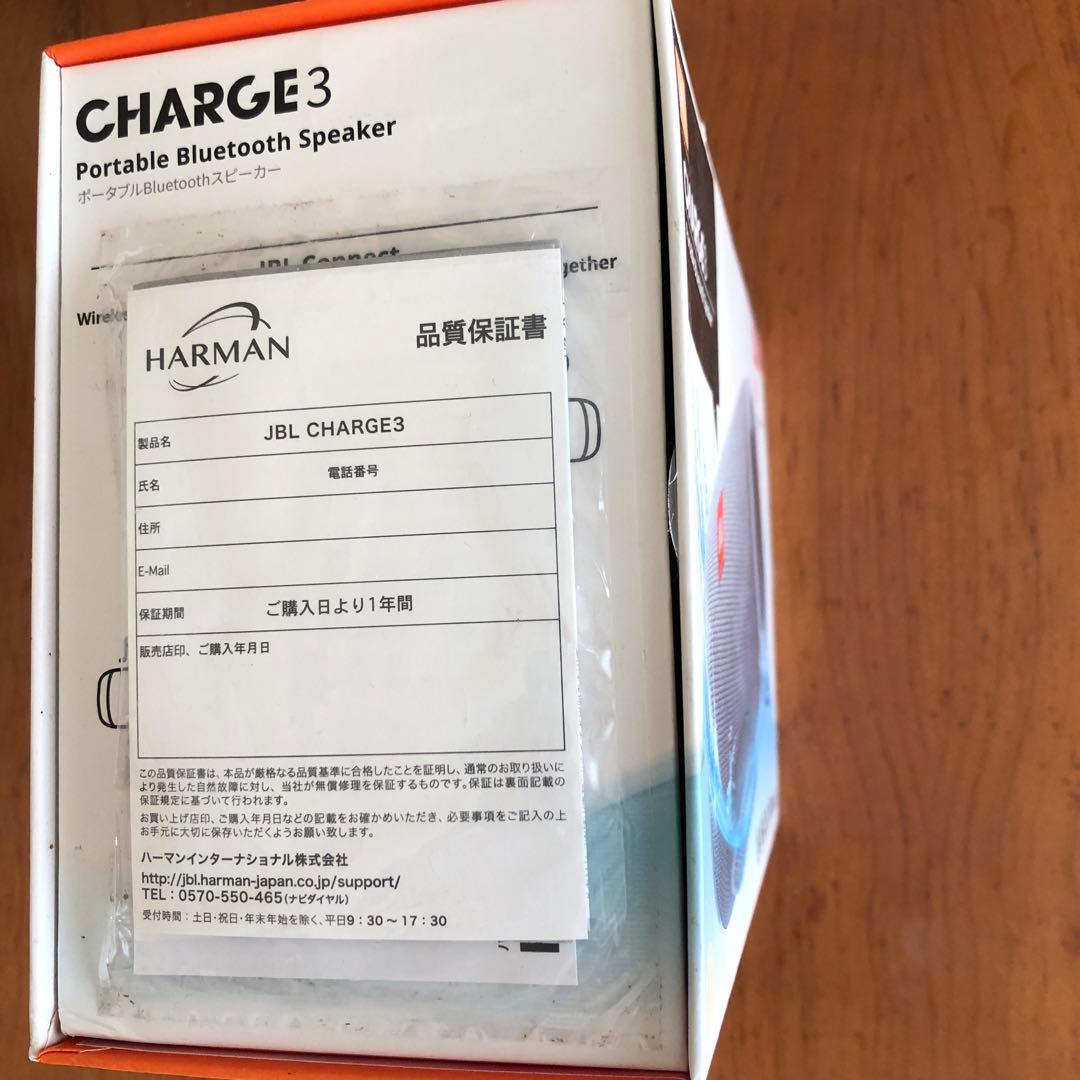 CHARGE3
Portable Bluetooth Speaker
ポータブルBluetoothスピーカー
JBL Connect
gether
HARMAN
品質保証書
製品名 JBL CHARGE3
氏名 電話番号
住所
E-Mail
保証期間 ご購入日より1年間
販売店印、ご購入年月日
この品質保証書は、本品が厳格なる品質基準に合格したことを証明し、通常のお取り扱いに
より発生した自然故障に対し、当社が無償修理を保証するものです。保証は裏面記載の
保証規定に基づいて行われます。
お買い上げ店印、ご購入年月日などの記載をお確かめいただき、必要事項をご記入の上
お手元に大切に保存いただくようお願い致します。
ハーマンインターナショナル株式会社
http://jbl.harman-japan.co.jp/support/
TEL：0570-550-465(ナビダイヤル)
受付時間：土日・祝日・年末年始を除く、平日9：30～17：30